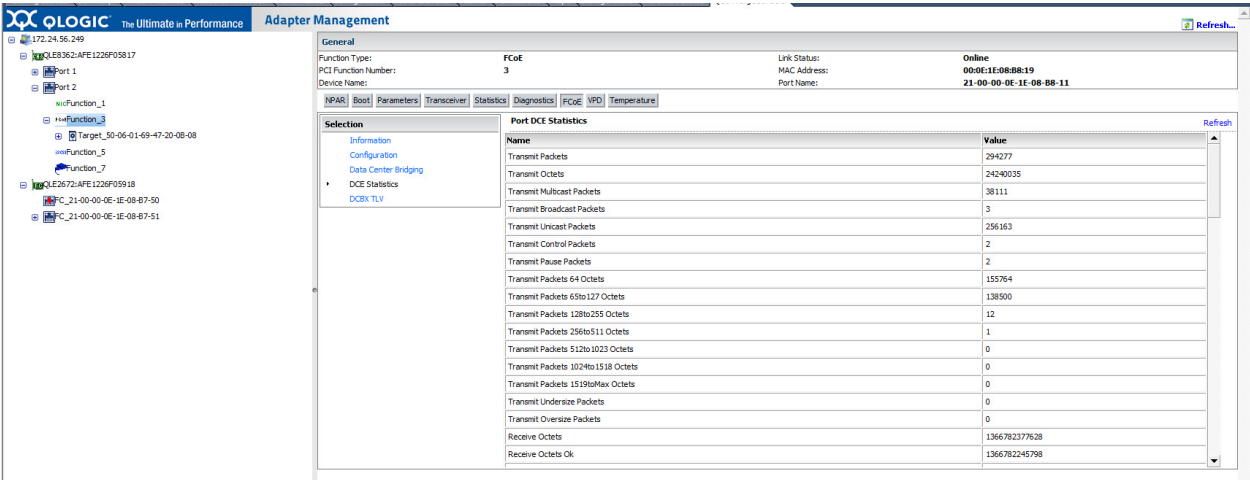 QLOGIC® The Ultimate in Performance Adapter Management
Refresh...
172.24.56.249
QLE8362:AFE1226F05817
Port 1
Port 2
NIC Function_1
FCoE Function_3
Target_50-06-01-69-47-20-0B-08
iSCSI Function_5
Function_7
QLE2672:AFE1226F05918
FC_21-00-00-0E-1E-08-B7-50
FC_21-00-00-0E-1E-08-B7-51
General
Function Type: FCoE Link Status: Online
PCI Function Number: 3 MAC Address: 00:0E:1E:08:B8:19
Device Name: Port Name: 21-00-00-0E-1E-08-B8-11
NPAR Boot Parameters Transceiver Statistics Diagnostics FCoE VPD Temperature
Selection
Information
Configuration
Data Center Bridging
DCE Statistics
DCBX TLV
Port DCE Statistics Refresh
Name Value
Transmit Packets 294277
Transmit Octets 24240035
Transmit Multicast Packets 38111
Transmit Broadcast Packets 3
Transmit Unicast Packets 256163
Transmit Control Packets 2
Transmit Pause Packets 2
Transmit Packets 64 Octets 155764
Transmit Packets 65to127 Octets 138500
Transmit Packets 128to255 Octets 12
Transmit Packets 256to511 Octets 1
Transmit Packets 512to1023 Octets 0
Transmit Packets 1024to1518 Octets 0
Transmit Packets 1519toMax Octets 0
Transmit Undersize Packets 0
Transmit Oversize Packets 0
Receive Octets 1366782377628
Receive Octets Ok 1366782245798